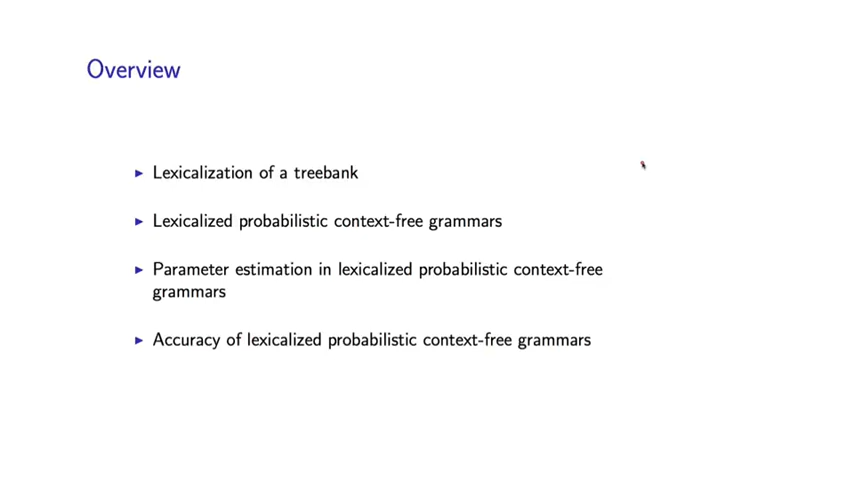 Overview
▶ Lexicalization of a treebank
▶ Lexicalized probabilistic context-free grammars
▶ Parameter estimation in lexicalized probabilistic context-free
grammars
▶ Accuracy of lexicalized probabilistic context-free grammars